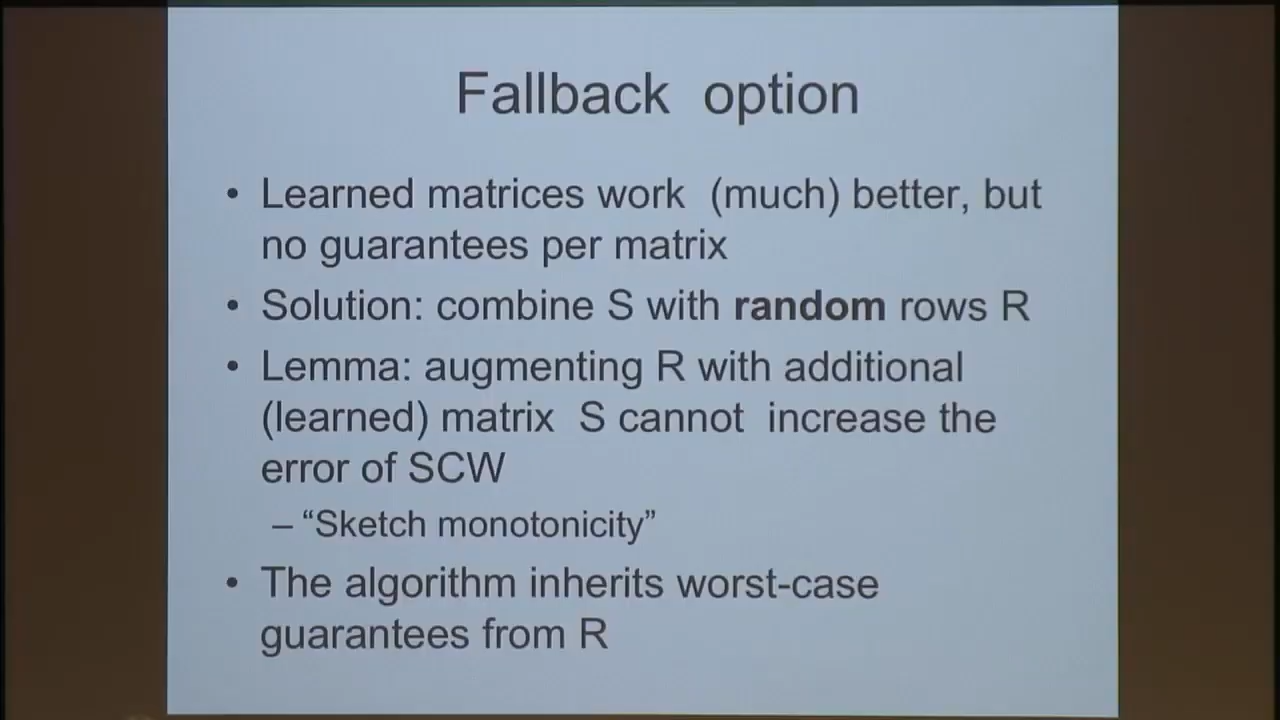 Fallback option
• Learned matrices work (much) better, but
no guarantees per matrix
• Solution: combine S with random rows R
• Lemma: augmenting R with additional
(learned) matrix S cannot increase the
error of SCW
– “Sketch monotonicity”
• The algorithm inherits worst-case
guarantees from R